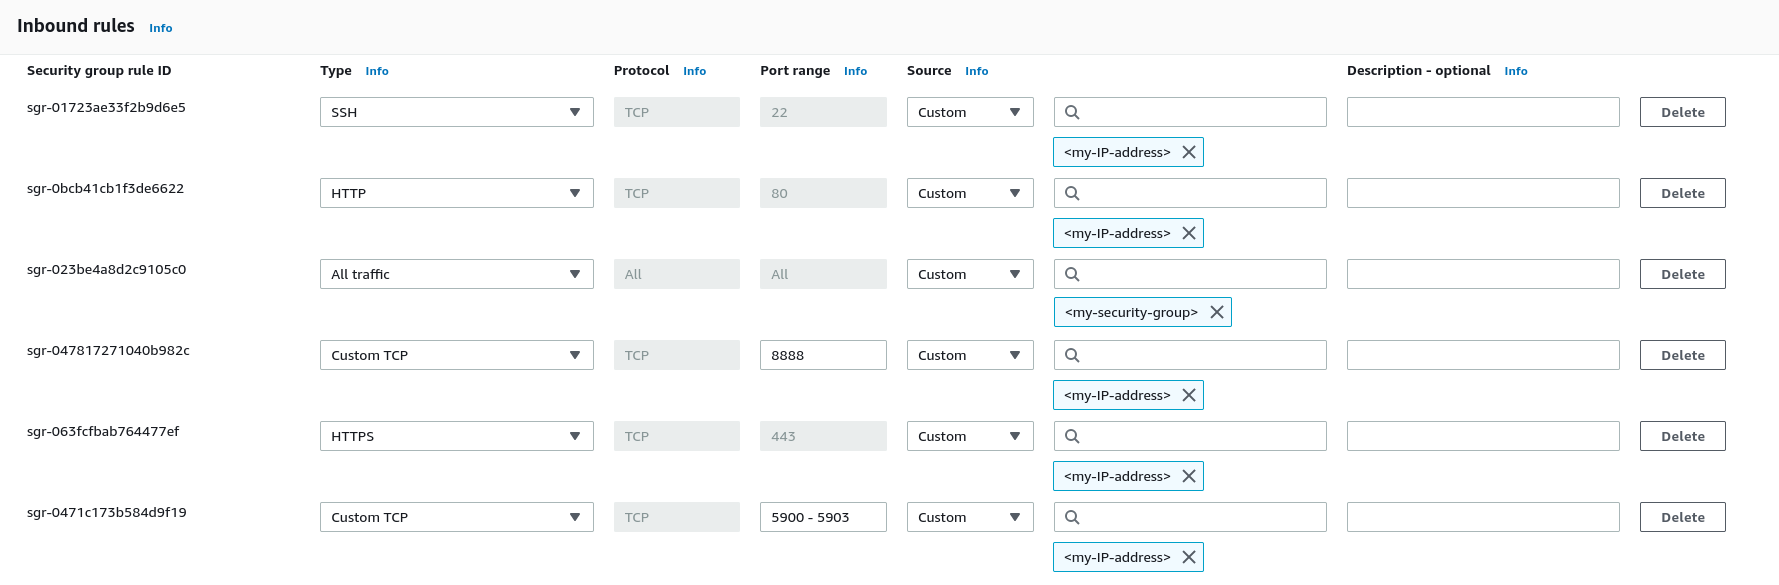 Inbound rules Info
Security group rule ID Type Info Protocol Info Port range Info Source Info Description - optional Info
sgr-01723ae33f2b9d6e5 SSH TCP 22 Custom Delete
<my-IP-address>
sgr-0bcb41cb1f3de6622 HTTP TCP 80 Custom Delete
<my-IP-address>
sgr-023be4a8d2c9105c0 All traffic All All Custom Delete
<my-security-group>
sgr-047817271040b982c Custom TCP TCP 8888 Custom Delete
<my-IP-address>
sgr-063fcfbab764477ef HTTPS TCP 443 Custom Delete
<my-IP-address>
sgr-0471c173b584d9f19 Custom TCP TCP 5900 - 5903 Custom Delete
<my-IP-address>